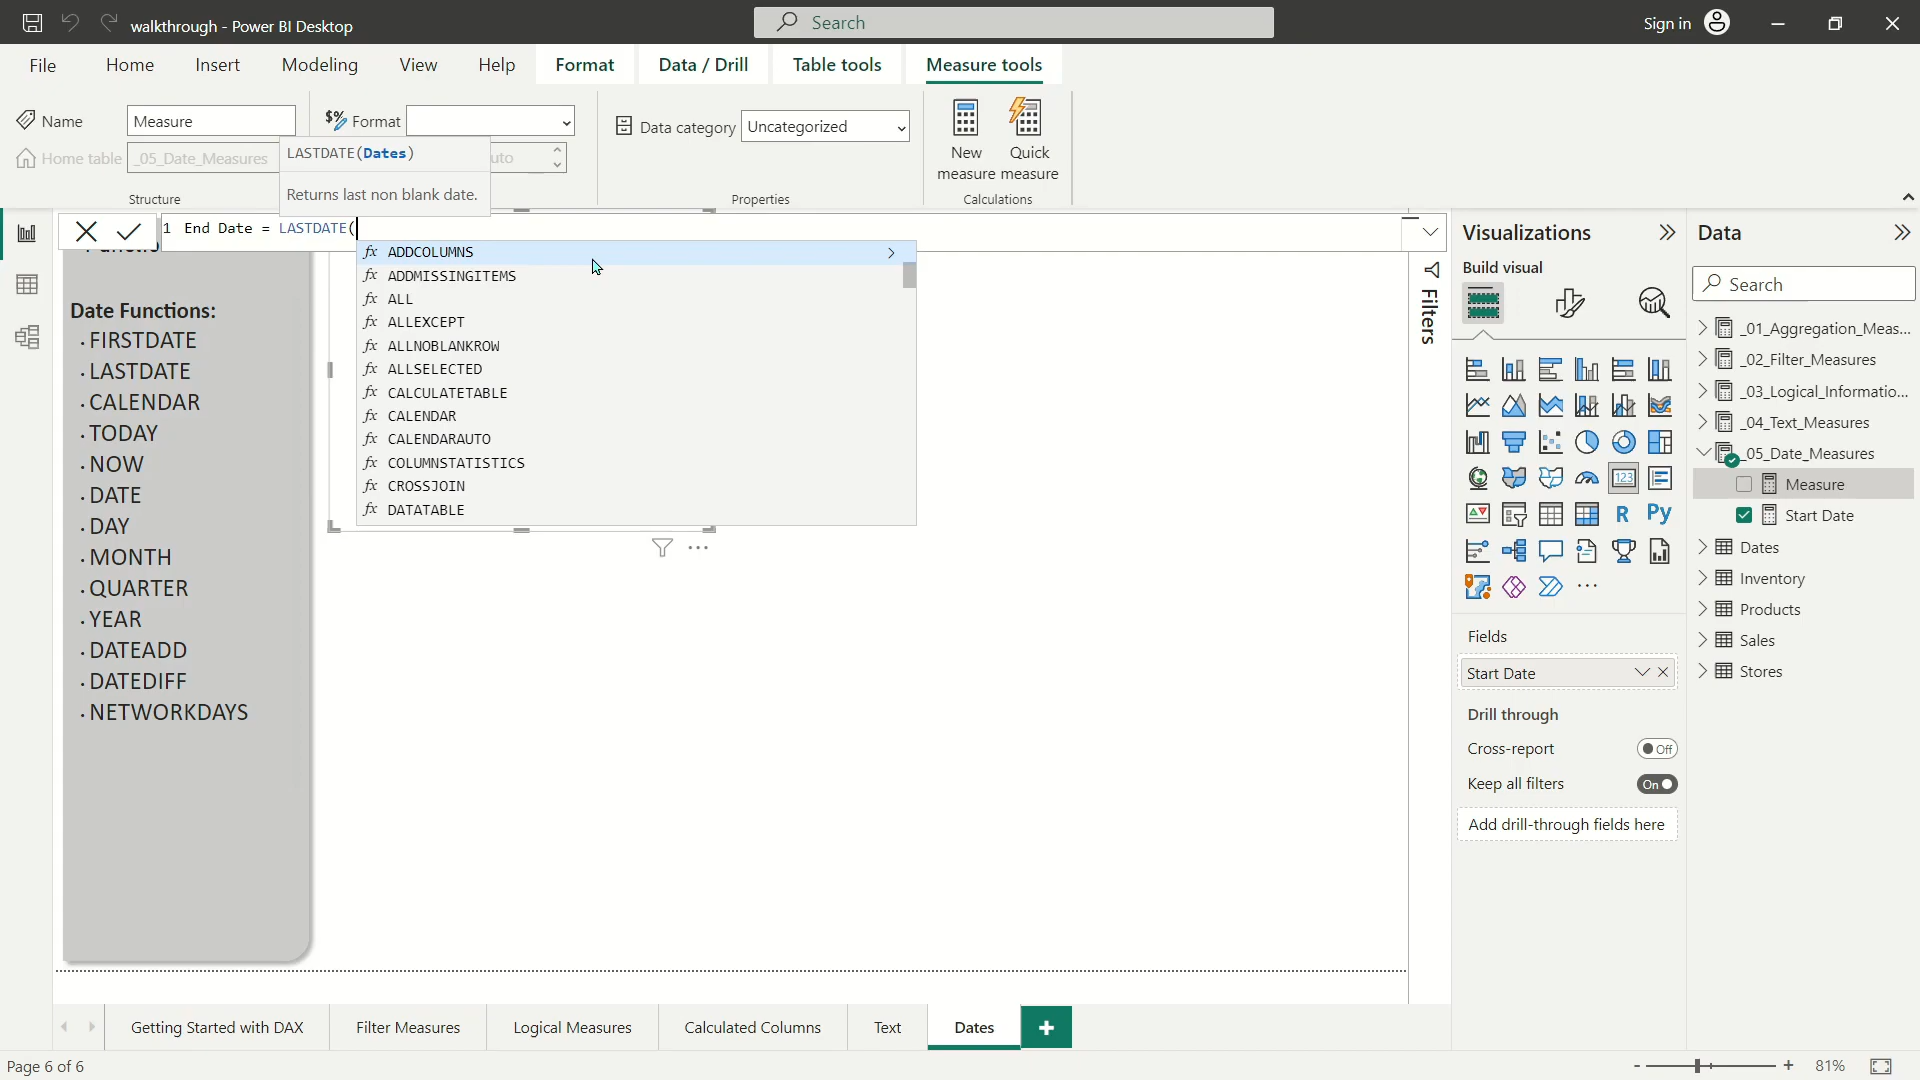 walkthrough - Power BI Desktop
Search
Sign in
File
Home
Insert
Modeling
View
Help
Format
Data / Drill
Table tools
Measure tools
Name
Measure
Format
Data category
Uncategorized
New measure
Quick measure
Home table
_05_Date_Measures
Structure
Properties
Calculations
LASTDATE(Dates)
Returns last non blank date.
1 End Date = LASTDATE(
ADDCOLUMNS
ADDMISSINGITEMS
ALL
ALLEXCEPT
ALLNOBLANKROW
ALLSELECTED
CALCULATETABLE
CALENDAR
CALENDARAUTO
COLUMNSTATISTICS
CROSSJOIN
DATATABLE
Date Functions:
. FIRSTDATE
. LASTDATE
. CALENDAR
. TODAY
. NOW
. DATE
. DAY
. MONTH
. QUARTER
. YEAR
. DATEADD
. DATEDIFF
. NETWORKDAYS
Filters
Visualizations
Build visual
123
R
Py
Fields
Start Date
Drill through
Cross-report
Off
Keep all filters
On
Add drill-through fields here
Data
Search
_01_Aggregation_Meas...
_02_Filter_Measures
_03_Logical_Informatio...
_04_Text_Measures
_05_Date_Measures
Measure
Start Date
Dates
Inventory
Products
Sales
Stores
Getting Started with DAX
Filter Measures
Logical Measures
Calculated Columns
Text
Dates
Page 6 of 6
81%